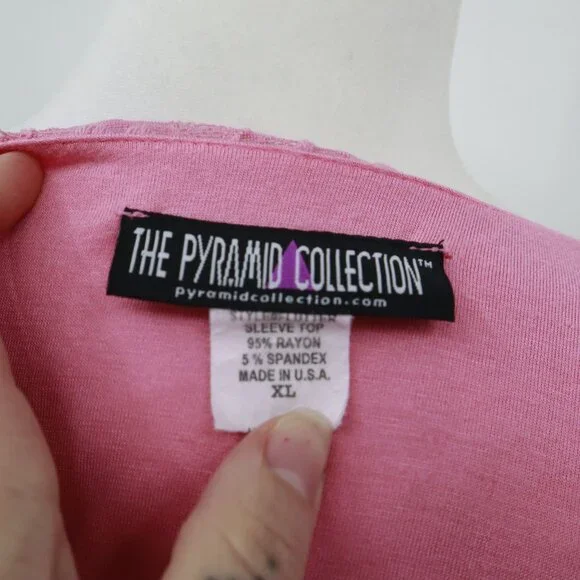 THE PYRAMID COLLECTION™
pyramidcollection.com
SLEEVE TOP
95% RAYON
5% SPANDEX
MADE IN U.S.A.
XL